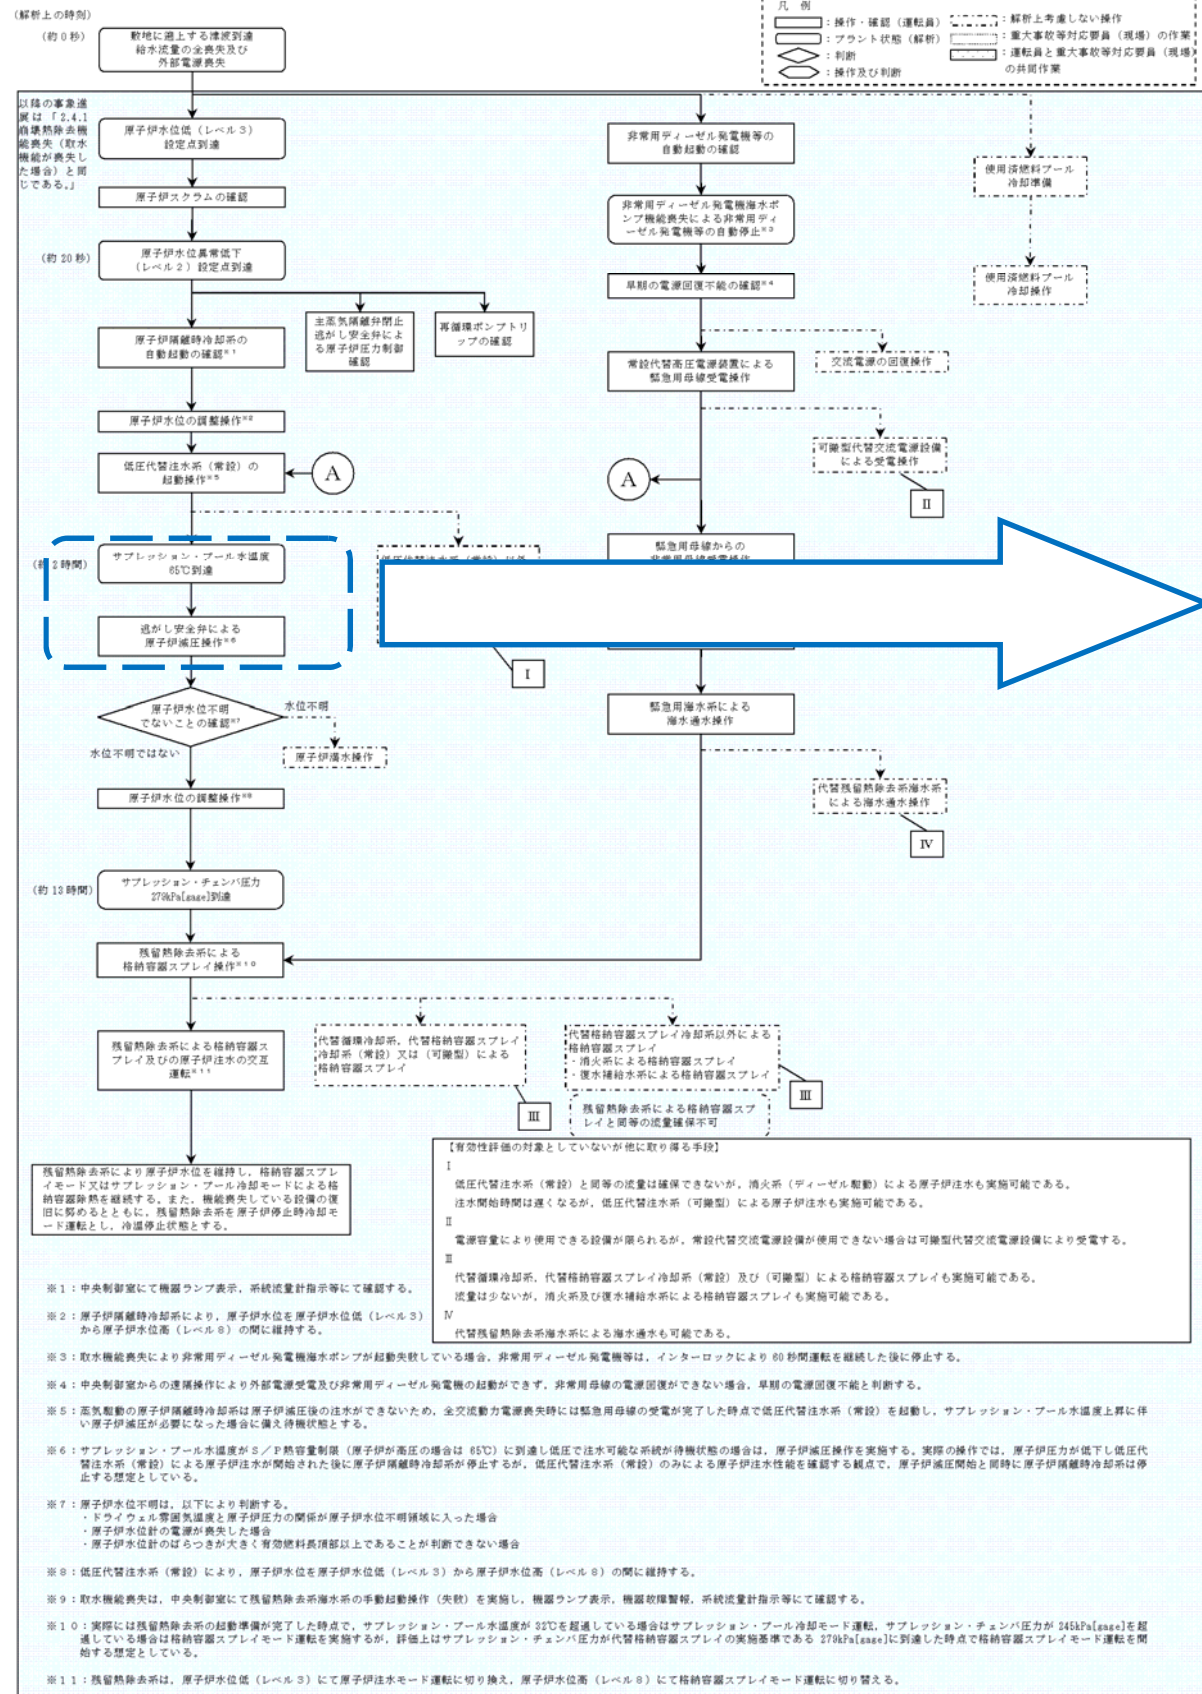 (解析上の時刻)
(約0秒)
敷地に遡上する津波到達
給水流量の全喪失及び
外部電源喪失
凡 例
：操作・確認（運転員）
：プラント状態（解析）
：判断
：操作及び判断
：解析上考慮しない操作
：重大事故等対応要員（現場）の作業
：運転員と重大事故等対応要員（現場）
の共同作業
以降の事象進
展は「2.4.1
崩壊熱除去機
能喪失（取水
機能が喪失し
た場合）と同
じである。」
原子炉水位低（レベル３）
設定点到達
原子炉スクラムの確認
(約20秒)
原子炉水位異常低下
（レベル２）設定点到達
原子炉隔離時冷却系の
自動起動の確認※1
主蒸気隔離弁閉止
逃がし安全弁によ
る原子炉圧力制御
確認
再循環ポンプトリ
ップの確認
原子炉水位の調整操作※2
低圧代替注水系（常設）の
起動操作※5
A
非常用ディーゼル発電機等の
自動起動の確認
非常用ディーゼル発電機海水ポ
ンプ機能喪失による非常用ディ
ーゼル発電機等の自動停止※3
早期の電源回復不能の確認※4
常設代替高圧電源装置による
緊急用母線受電操作
交流電源の回復操作
可搬型代替交流電源設備
による受電操作
Ⅱ
A
使用済燃料プール
冷却準備
使用済燃料プール
冷却操作
(約2時間)
サプレッション・プール水温度
65℃到達
逃がし安全弁による
原子炉減圧操作※6
緊急用母線からの
Ⅰ
原子炉水位不明
でないことの確認※7
水位不明
原子炉満水操作
水位不明ではない
原子炉水位の調整操作※8
緊急用海水系による
海水通水操作
代替残留熱除去系海水系
による海水通水操作
Ⅳ
(約13時間)
サプレッション・チェンバ圧力
279kPa[gage]到達
残留熱除去系による
格納容器スプレイ操作※10
残留熱除去系による格納容器ス
プレイ及びの原子炉注水の交互
運転※11
代替循環冷却系，代替格納容器スプレイ
冷却系（常設）又は（可搬型）による
格納容器スプレイ
Ⅲ
代替格納容器スプレイ冷却系以外による
格納容器スプレイ
・消火系による格納容器スプレイ
・復水補給水系による格納容器スプレイ
Ⅲ
残留熱除去系による格納容器スプ
レイと同等の流量確保不可
残留熱除去系により原子炉水位を維持し，格納容器スプレ
イモード又はサプレッション・プール冷却モードによる格
納容器除熱を継続する。また，機能喪失している設備の復
旧に努めるとともに，残留熱除去系を原子炉停止時冷却モ
ード運転とし，冷温停止状態とする。
【有効性評価の対象としていないが他に取り得る手段】
Ⅰ
低圧代替注水系（常設）と同等の流量は確保できないが，消火系（ディーゼル駆動）による原子炉注水も実施可能である。
注水開始時間は遅くなるが，低圧代替注水系（可搬型）による原子炉注水も実施可能である。
Ⅱ
電源容量により使用できる設備が限られるが，常設代替交流電源設備が使用できない場合は可搬型代替交流電源設備により受電する。
Ⅲ
代替循環冷却系，代替格納容器スプレイ冷却系（常設）及び（可搬型）による格納容器スプレイも実施可能である。
流量は少ないが，消火系及び復水補給水系による格納容器スプレイも実施可能である。
Ⅳ
代替残留熱除去系海水系による海水通水も可能である。
※１：中央制御室にて機器ランプ表示，系統流量計指示等にて確認する。
※２：原子炉隔離時冷却系により，原子炉水位を原子炉水位低（レベル３）
から原子炉水位高（レベル８）の間に維持する。
※３：取水機能喪失により非常用ディーゼル発電機海水ポンプが起動失敗している場合，非常用ディーゼル発電機等は，インターロックにより60秒間運転を継続した後に停止する。
※４：中央制御室からの遠隔操作により外部電源受電及び非常用ディーゼル発電機の起動ができず，非常用母線の電源回復ができない場合，早期の電源回復不能と判断する。
※５：蒸気駆動の原子炉隔離時冷却系は原子炉減圧後の注水ができないため，全交流動力電源喪失時には緊急用母線の受電が完了した時点で低圧代替注水系（常設）を起動し，サプレッション・プール水温度上昇に伴
い原子炉減圧が必要になった場合に備え待機状態とする。
※６：サプレッション・プール水温度がＳ／Ｐ熱容量制限（原子炉が高圧の場合は 65℃）に到達し低圧で注水可能な系統が待機状態の場合は，原子炉減圧操作を実施する。実際の操作では，原子炉圧力が低下し低圧代
替注水系（常設）による原子炉注水が開始された後に原子炉隔離時冷却系が停止するが，低圧代替注水系（常設）のみによる原子炉注水性能を確認する観点で，原子炉減圧開始と同時に原子炉隔離時冷却系は停
止する想定としている。
※７：原子炉水位不明は，以下により判断する。
・ドライウェル雰囲気温度と原子炉圧力の関係が原子炉水位不明領域に入った場合
・原子炉水位計の電源が喪失した場合
・原子炉水位計のばらつきが大きく有効燃料長頂部以上であることが判断できない場合
※８：低圧代替注水系（常設）により，原子炉水位を原子炉水位低（レベル３）から原子炉水位高（レベル８）の間に維持する。
※９：取水機能喪失は，中央制御室にて残留熱除去系海水系の手動起動操作（失敗）を実施し，機器ランプ表示，機器故障警報，系統流量計指示等にて確認する。
※１０：実際には残留熱除去系の起動準備が完了した時点で，サプレッション・プール水温度が 32℃を超過している場合はサプレッション・プール冷却モード運転，サプレッション・チェンバ圧力が 245kPa[gage]を超
過している場合は格納容器スプレイモード運転を実施するが，評価上はサプレッション・チェンバ圧力が代替格納容器スプレイの実施基準である 279kPa[gage]に到達した時点で格納容器スプレイモード運転を開
始する想定としている。
※１１：残留熱除去系は，原子炉水位低（レベル３）にて原子炉注水モード運転に切り換え，原子炉水位高（レベル８）にて格納容器スプレイモード運転に切り替える。